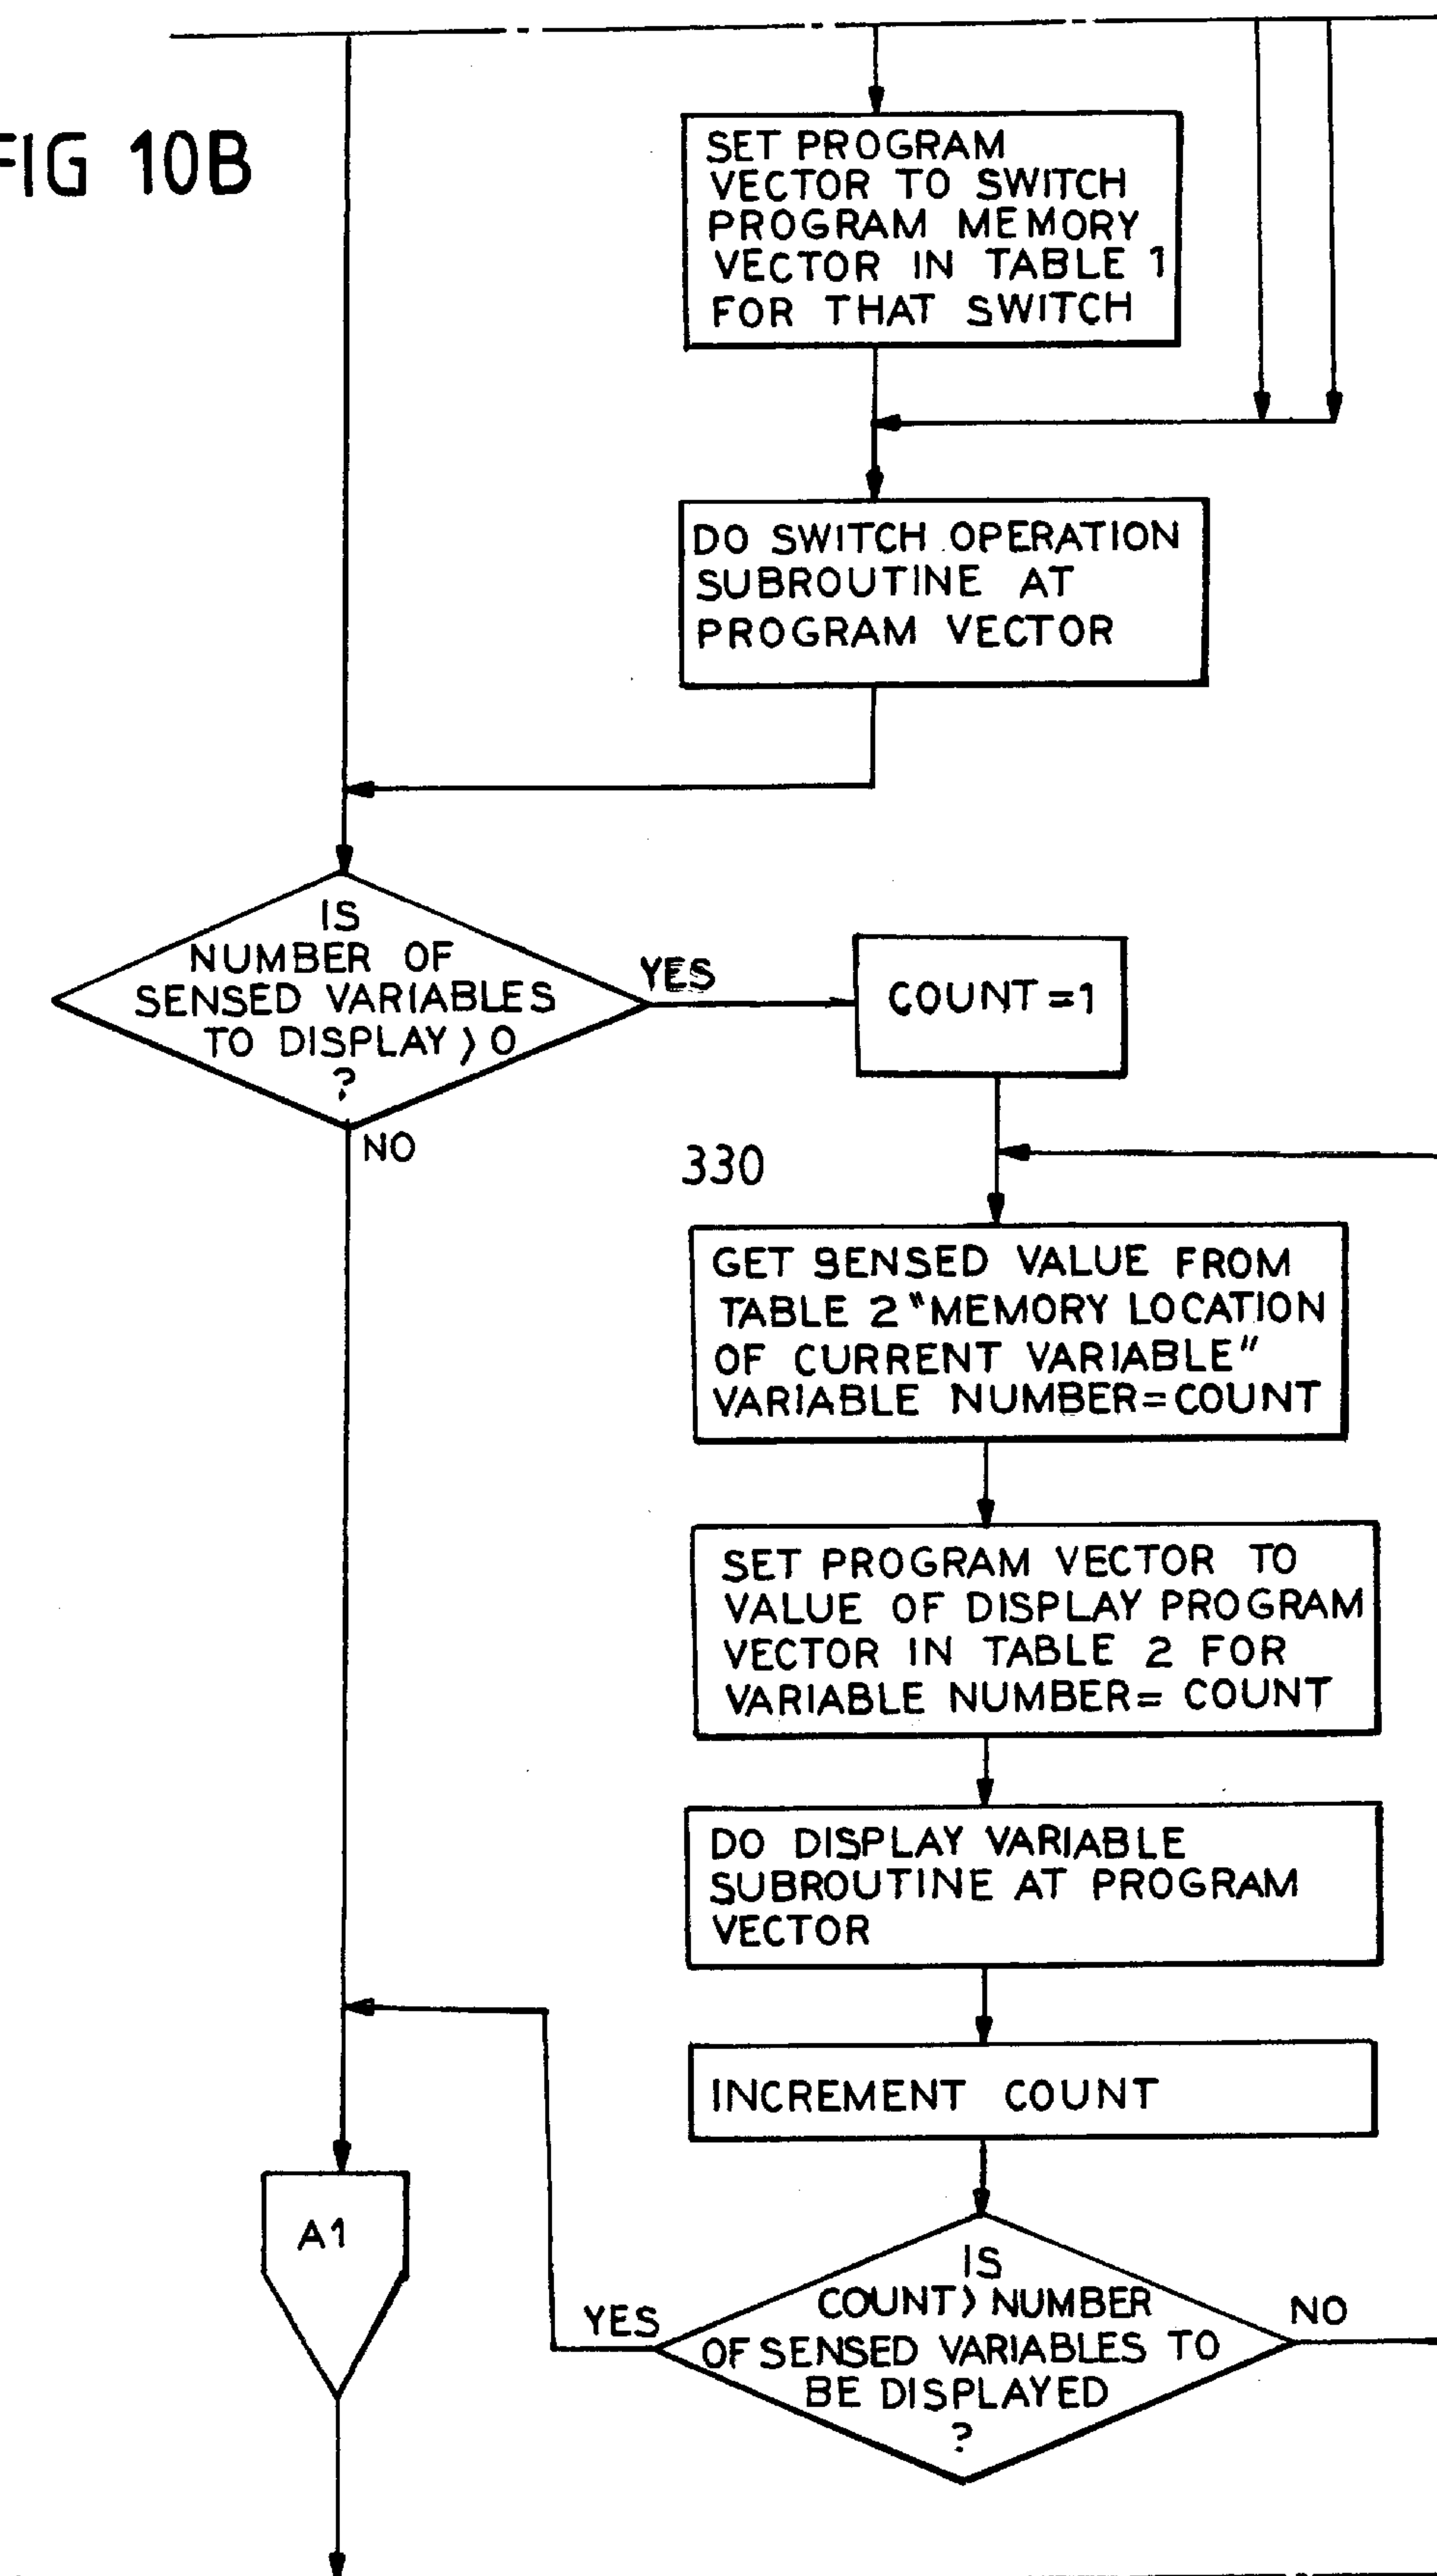 FIG 10B
SET PROGRAM
VECTOR TO SWITCH
PROGRAM MEMORY
VECTOR IN TABLE 1
FOR THAT SWITCH
DO SWITCH OPERATION
SUBROUTINE AT
PROGRAM VECTOR
IS
NUMBER OF
SENSED VARIABLES
TO DISPLAY > 0
?
YES
NO
COUNT = 1
330
GET SENSED VALUE FROM
TABLE 2 "MEMORY LOCATION
OF CURRENT VARIABLE"
VARIABLE NUMBER = COUNT
SET PROGRAM VECTOR TO
VALUE OF DISPLAY PROGRAM
VECTOR IN TABLE 2 FOR
VARIABLE NUMBER = COUNT
DO DISPLAY VARIABLE
SUBROUTINE AT PROGRAM
VECTOR
INCREMENT COUNT
A1
IS
COUNT > NUMBER
OF SENSED VARIABLES TO
BE DISPLAYED
?
YES
NO